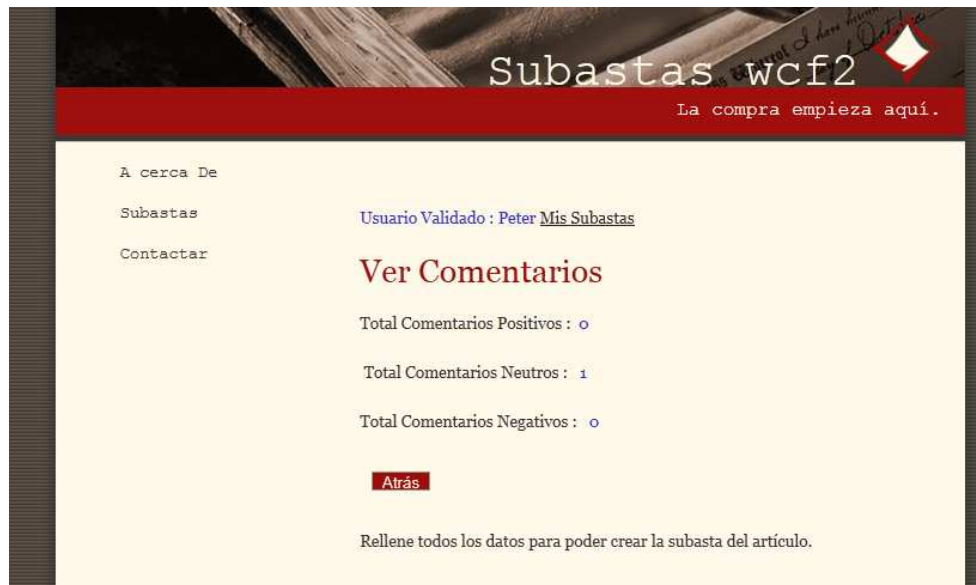 Subastas wcf2
La compra empieza aquí.
A cerca De
Subastas
Contactar
Usuario Validado : Peter Mis Subastas
Ver Comentarios
Total Comentarios Positivos : 0
Total Comentarios Neutros : 1
Total Comentarios Negativos : 0
Atrás
Rellene todos los datos para poder crear la subasta del artículo.